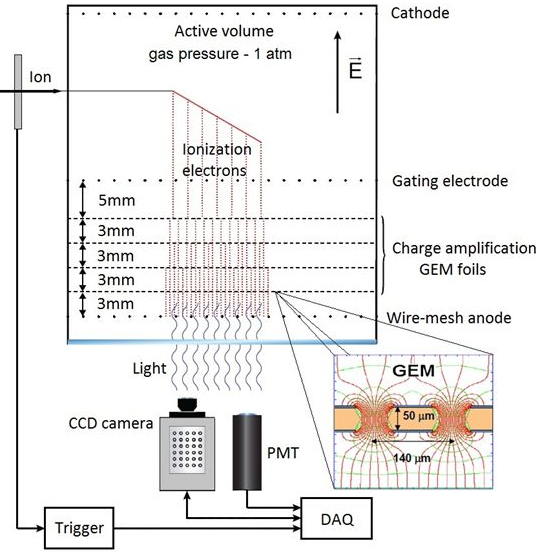 Cathode
Active volume
gas pressure - 1 atm
E
Ion
Ionization
electrons
Gating electrode
5mm
3mm
3mm
3mm
3mm
Charge amplification
GEM foils
Wire-mesh anode
Light
GEM
50 μm
140 μm
CCD camera
PMT
Trigger
DAQ